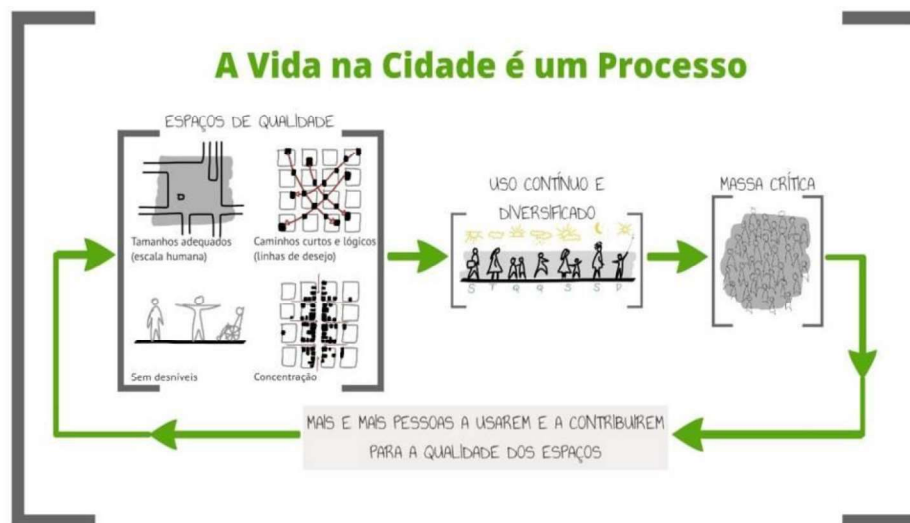 A Vida na Cidade é um Processo
ESPAÇOS DE QUALIDADE
Tamanhos adequados
(escala humana)
Caminhos curtos e lógicos
(linhas de desejo)
Sem desníveis
Concentração
USO CONTÍNUO E
DIVERSIFICADO
S T Q Q S S D
MASSA CRÍTICA
MAIS E MAIS PESSOAS A USAREM E A CONTRIBUIREM
PARA A QUALIDADE DOS ESPAÇOS